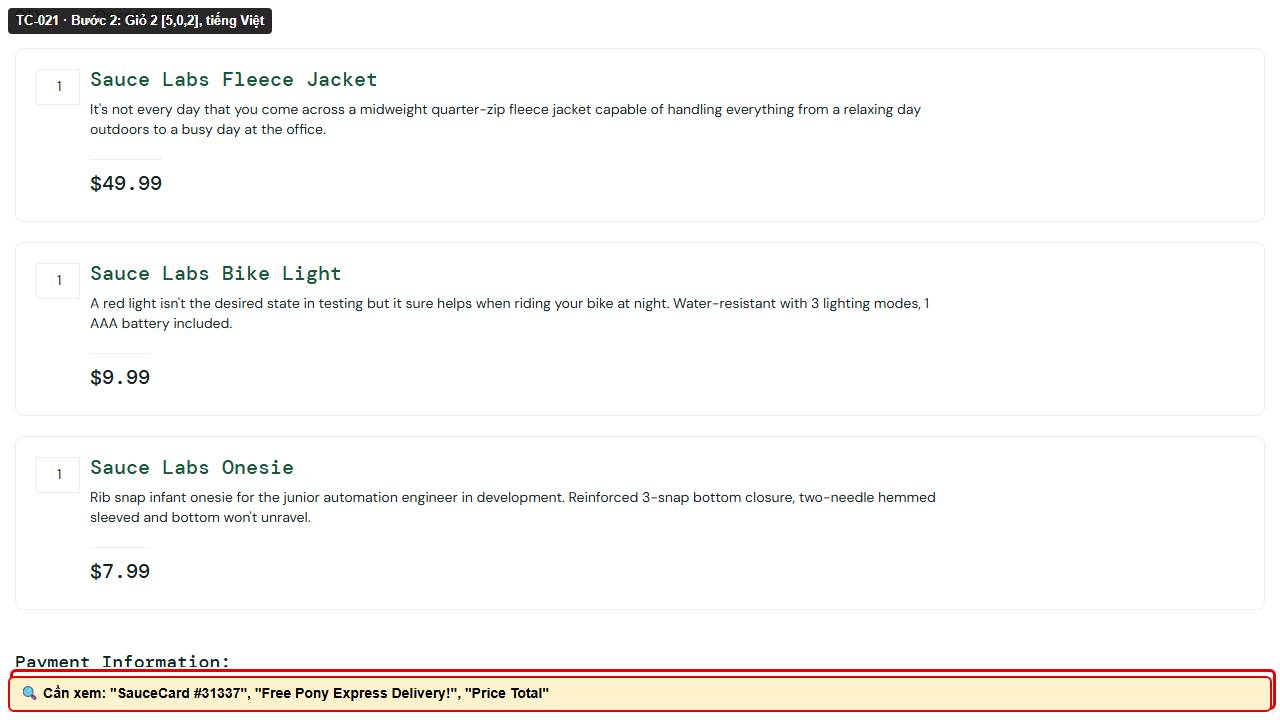 TC-021 · Bước 2: Giỏ 2 [5,0,2], tiếng Việt
1
Sauce Labs Fleece Jacket
It's not every day that you come across a midweight quarter-zip fleece jacket capable of handling everything from a relaxing day
outdoors to a busy day at the office.
$49.99
1
Sauce Labs Bike Light
A red light isn't the desired state in testing but it sure helps when riding your bike at night. Water-resistant with 3 lighting modes, 1
AAA battery included.
$9.99
1
Sauce Labs Onesie
Rib snap infant onesie for the junior automation engineer in development. Reinforced 3-snap bottom closure, two-needle hemmed
sleeved and bottom won't unravel.
$7.99
Payment Information:
🔍 Cần xem: "SauceCard #31337", "Free Pony Express Delivery!", "Price Total"